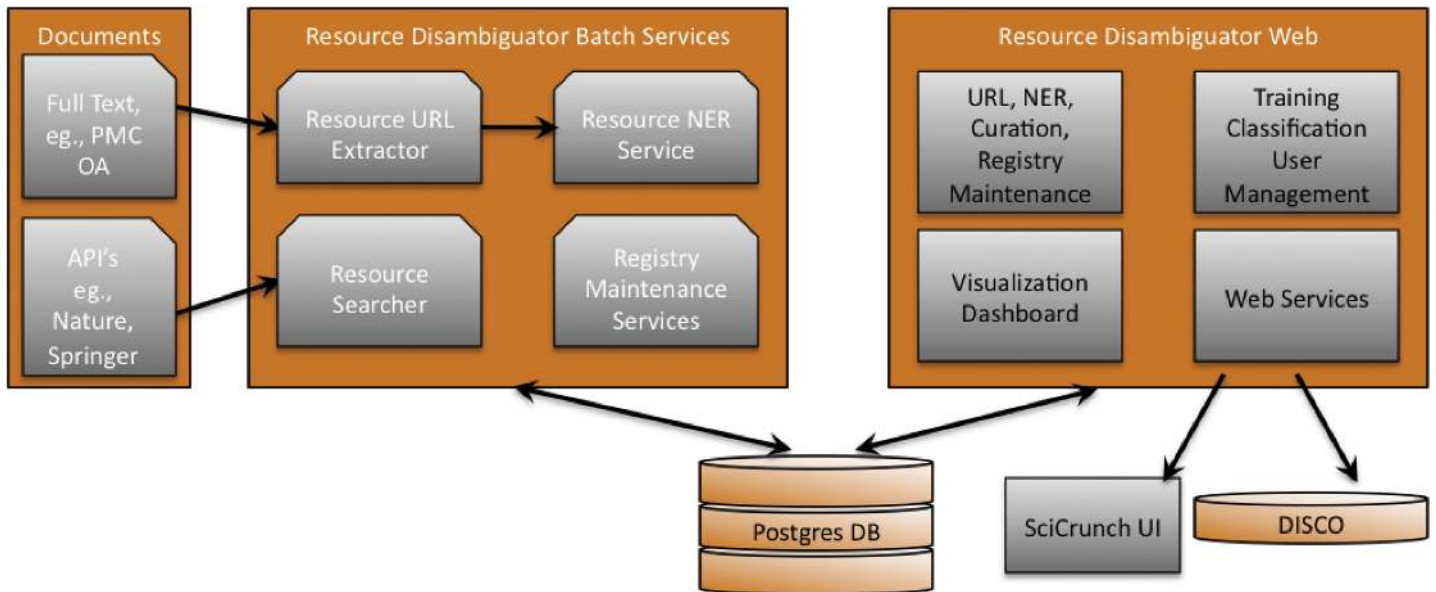 Documents
Full Text,
eg., PMC
OA
API's
eg.,
Nature,
Springer
Resource Disambiguator Batch Services
Resource URL
Extractor
Resource NER
Service
Resource
Searcher
Registry
Maintenance
Services
Resource Disambiguator Web
URL, NER,
Curation,
Registry
Maintenance
Training
Classification
User
Management
Visualization
Dashboard
Web Services
Postgres DB
SciCrunch UI
DISCO